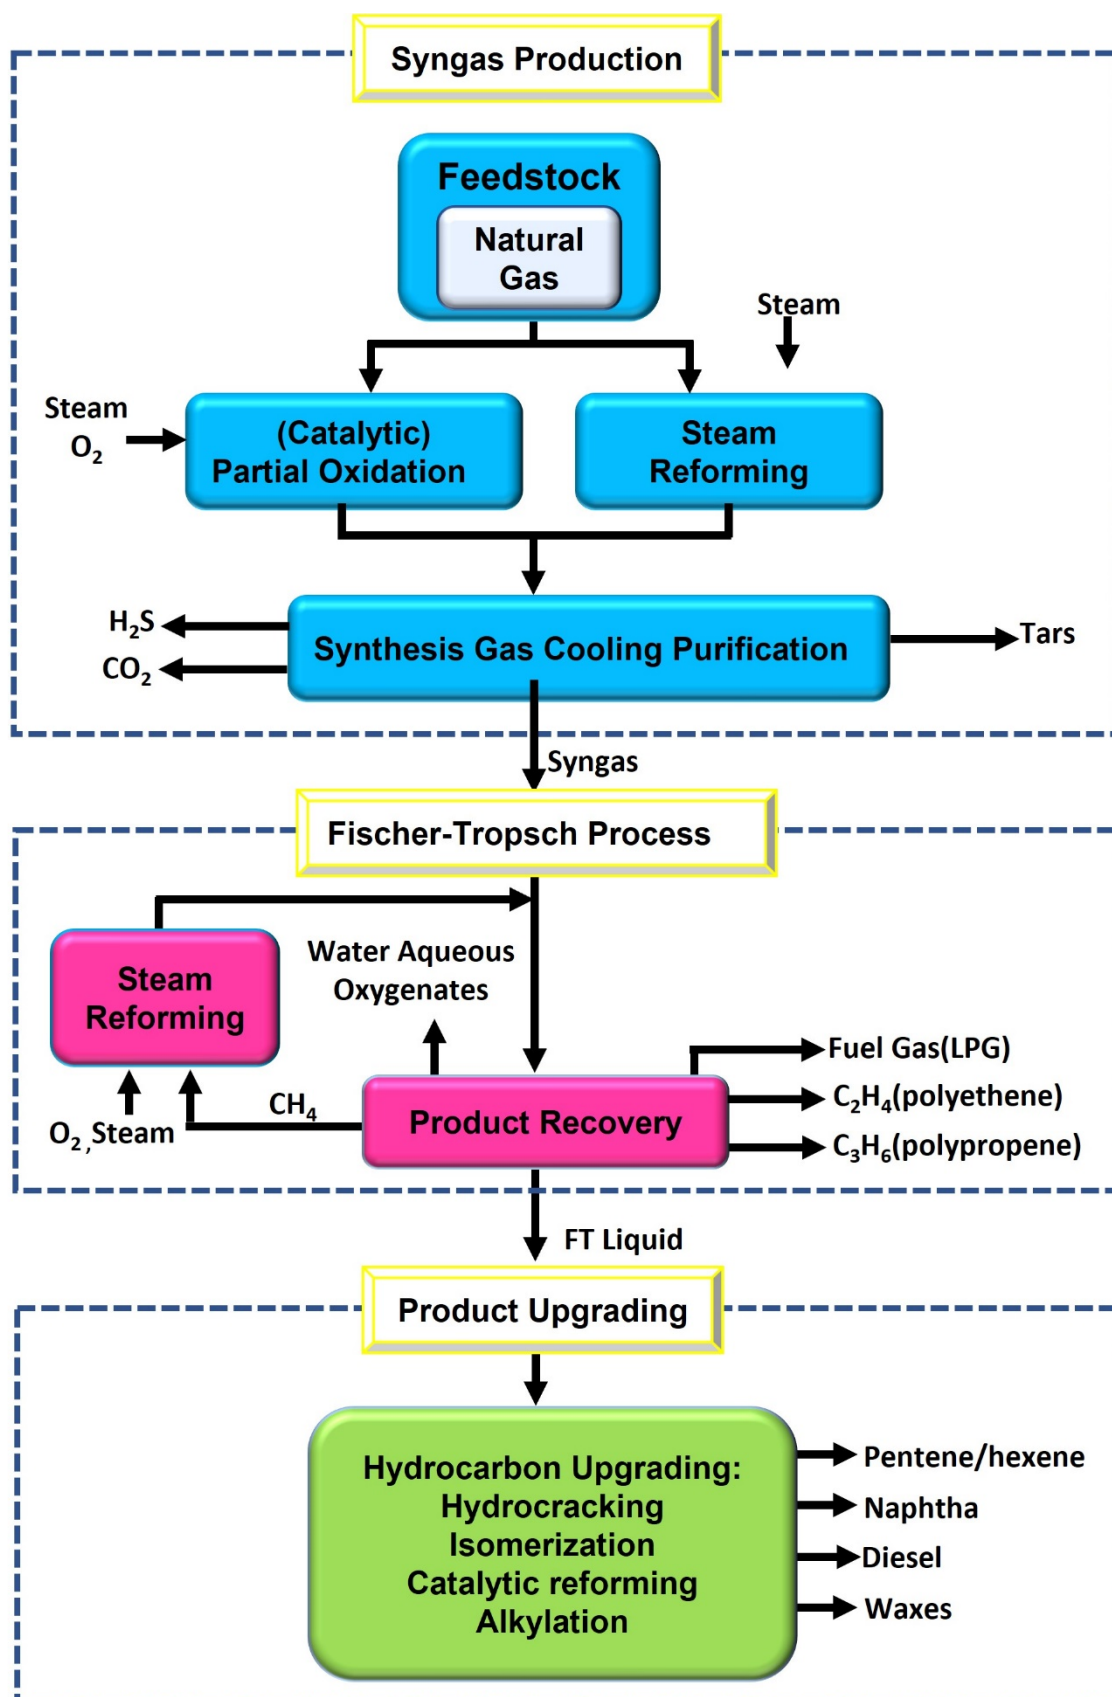 Syngas Production
Feedstock
Natural
Gas
Steam
Steam
O₂
(Catalytic)
Partial Oxidation
Steam
Reforming
H₂S
CO₂
Synthesis Gas Cooling Purification
Tars
Syngas
Fischer-Tropsch Process
Steam
Reforming
Water Aqueous
Oxygenates
Fuel Gas(LPG)
C₂H₄(polyethene)
C₃H₆(polypropene)
CH₄
O₂,Steam
Product Recovery
FT Liquid
Product Upgrading
Hydrocarbon Upgrading:
Hydrocracking
Isomerization
Catalytic reforming
Alkylation
Pentene/hexene
Naphtha
Diesel
Waxes